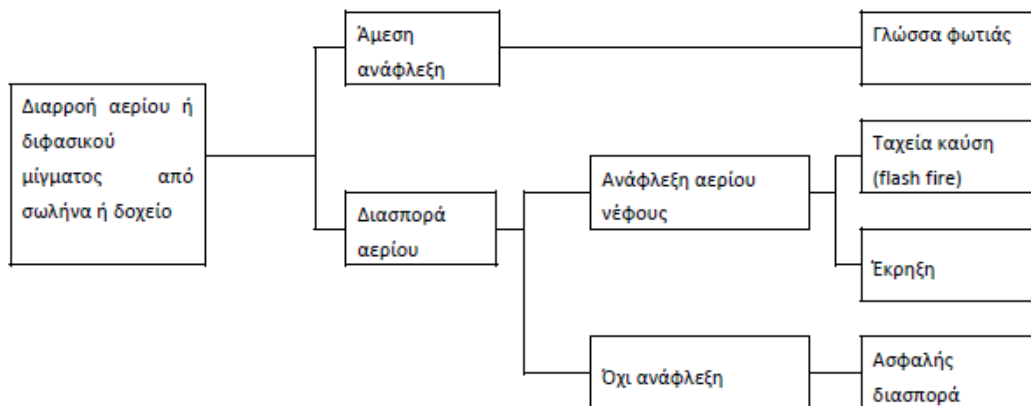 Άμεση
ανάφλεξη
Γλώσσα φωτιάς
Διαρροή αερίου ή
διφασικού
μίγματος από
σωλήνα ή δοχείο
Ταχεία καύση
(flash fire)
Ανάφλεξη αερίου
νέφους
Διασπορά
αερίου
Έκρηξη
Όχι ανάφλεξη
Ασφαλής
διασπορά